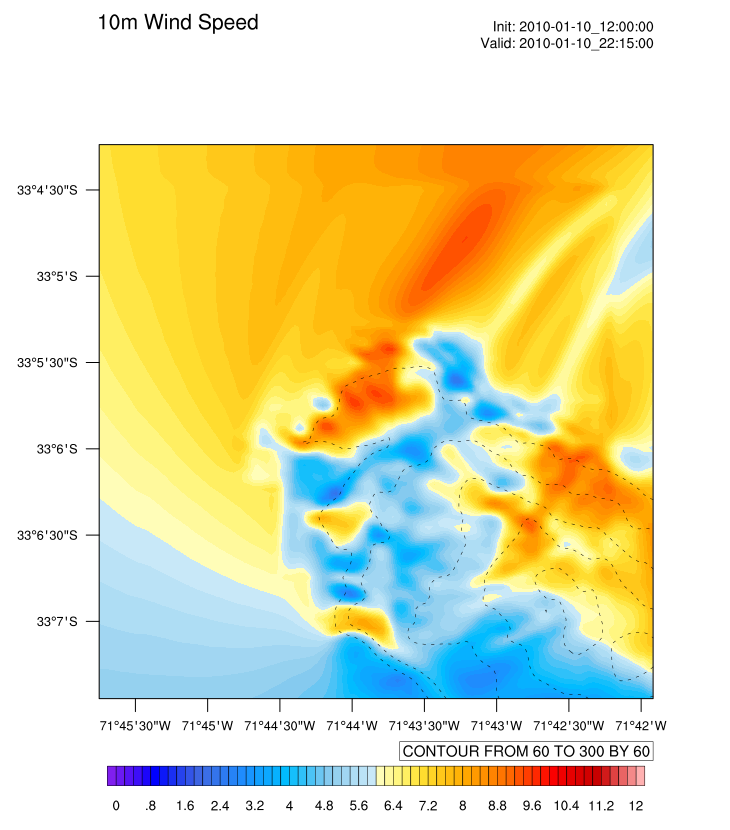 10m Wind Speed
Init: 2010-01-10_12:00:00
Valid: 2010-01-10_22:15:00
33°4'30"S
33°5'S
33°5'30"S
33°6'S
33°6'30"S
33°7'S
71°45'30"W 71°45'W 71°44'30"W 71°44'W 71°43'30"W 71°43'W 71°42'30"W 71°42'W
CONTOUR FROM 60 TO 300 BY 60
0 .8 1.6 2.4 3.2 4 4.8 5.6 6.4 7.2 8 8.8 9.6 10.4 11.2 12